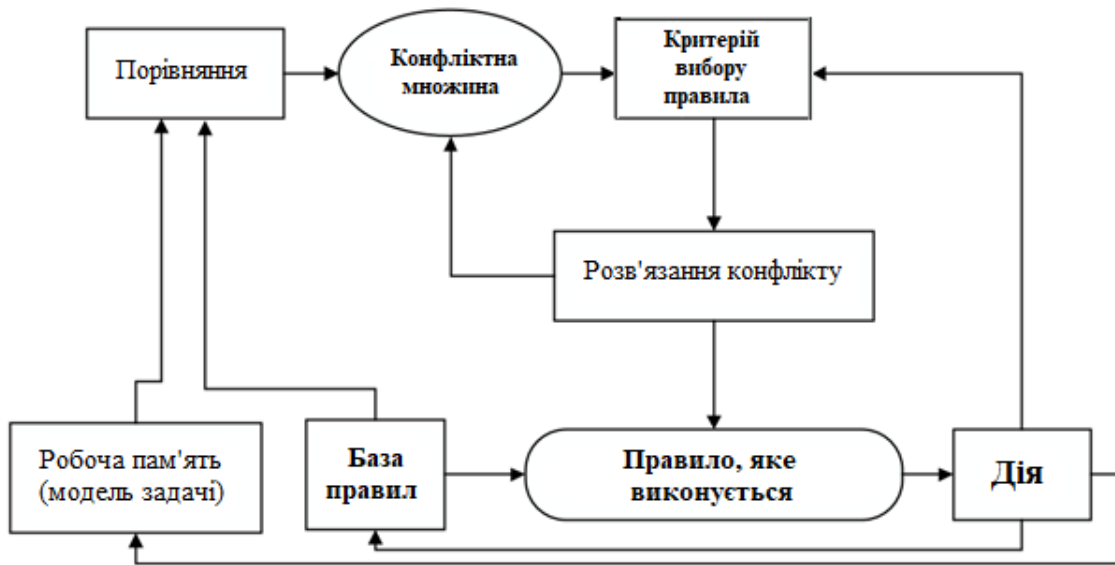 Порівняння
Конфліктна
множина
Критерій
вибору
правила
Розв'язання конфлікту
Робоча пам'ять
(модель задачі)
База
правил
Правило, яке
виконується
Дія